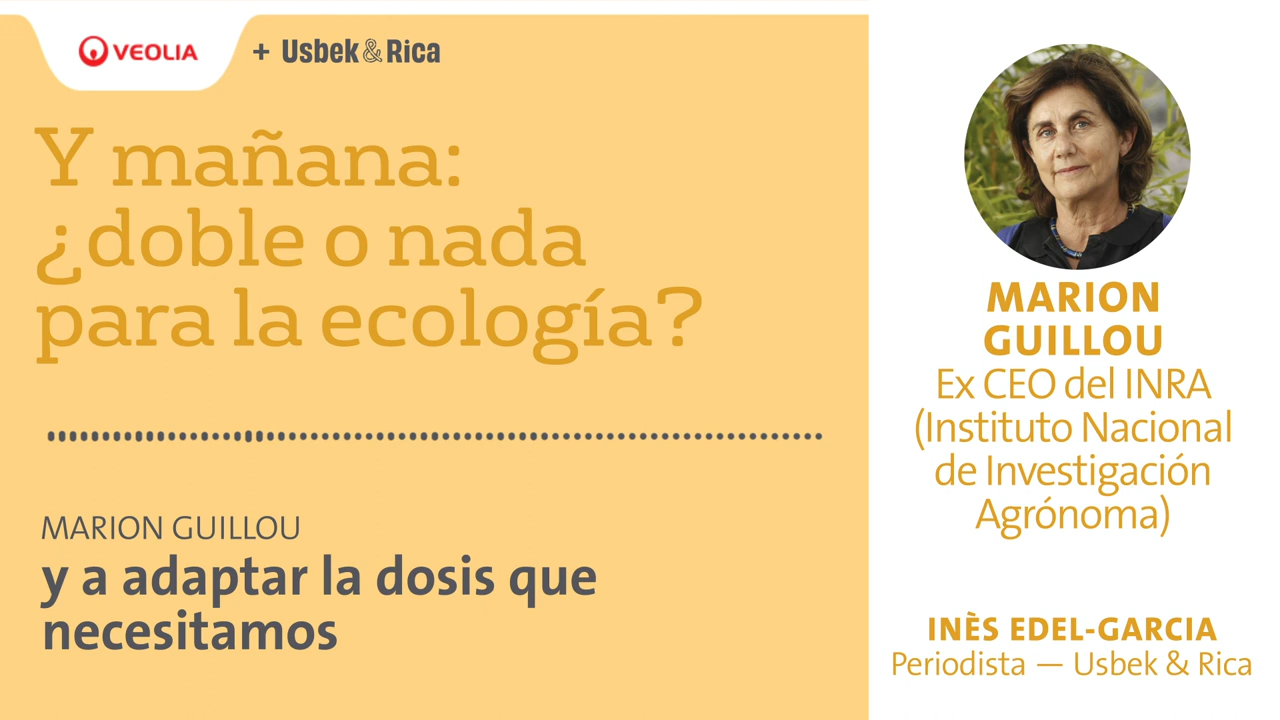 VEOLIA + Usbek&Rica
Y mañana:
¿doble o nada
para la ecología?
MARION GUILLOU
y a adaptar la dosis que
necesitamos
MARION
GUILLOU
Ex CEO del INRA
(Instituto Nacional
de Investigación
Agrónoma)
INÈS EDEL-GARCIA
Periodista — Usbek & Rica